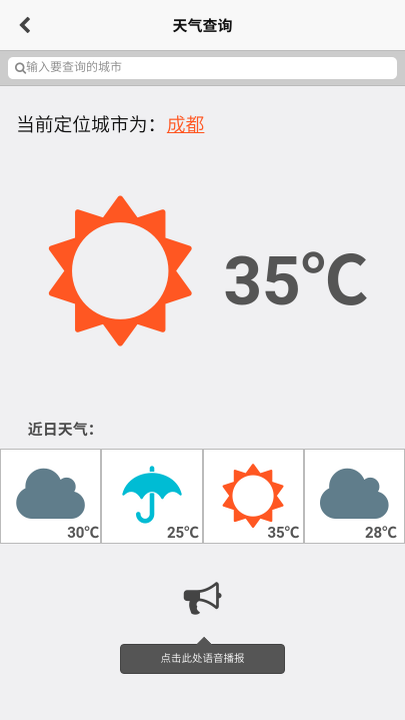 天气查询
输入要查询的城市
当前定位城市为：成都
35℃
近日天气：
30℃ 25℃ 35℃ 28℃
点击此处语音播报